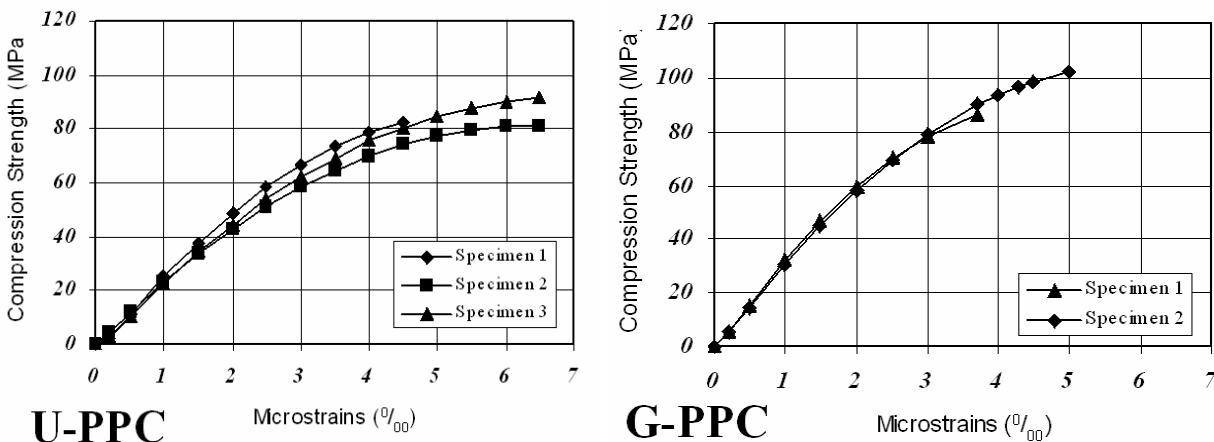 120
100
80
60
40
20
0
Compression Strength (MPa
Specimen 1
Specimen 2
Specimen 3
0 1 2 3 4 5 6 7
Microstrains (0/00)
U-PPC
120
100
80
60
40
20
0
Compression Strength (MPa)
Specimen 1
Specimen 2
0 1 2 3 4 5 6 7
Microstrains (0/00)
G-PPC